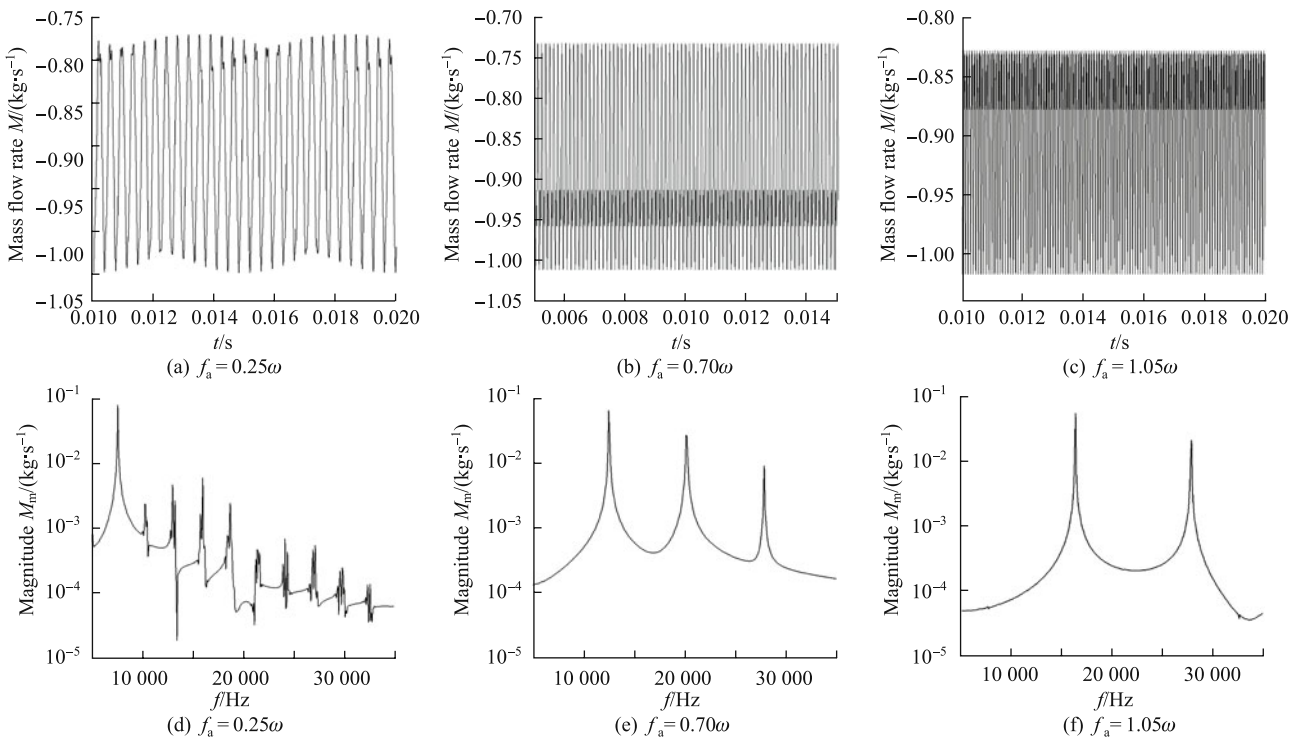 Mass flow rate M/(kg·s⁻¹)
−0.75
−0.80
−0.85
−0.90
−0.95
−1.00
−1.05
0.010 0.012 0.014 0.016 0.018 0.020
t/s
(a) fₐ = 0.25ω
Mass flow rate M/(kg·s⁻¹)
−0.70
−0.75
−0.80
−0.85
−0.90
−0.95
−1.00
−1.05
0.006 0.008 0.010 0.012 0.014
t/s
(b) fₐ = 0.70ω
Mass flow rate M/(kg·s⁻¹)
−0.80
−0.85
−0.90
−0.95
−1.00
0.010 0.012 0.014 0.016 0.018 0.020
t/s
(c) fₐ = 1.05ω
Magnitude Mₘ/(kg·s⁻¹)
10⁻¹
10⁻²
10⁻³
10⁻⁴
10⁻⁵
10 000 20 000 30 000
f/Hz
(d) fₐ = 0.25ω
Magnitude Mₘ/(kg·s⁻¹)
10⁻¹
10⁻²
10⁻³
10⁻⁴
10⁻⁵
10 000 20 000 30 000
f/Hz
(e) fₐ = 0.70ω
Magnitude Mₘ/(kg·s⁻¹)
10⁻¹
10⁻²
10⁻³
10⁻⁴
10⁻⁵
10 000 20 000 30 000
f/Hz
(f) fₐ = 1.05ω